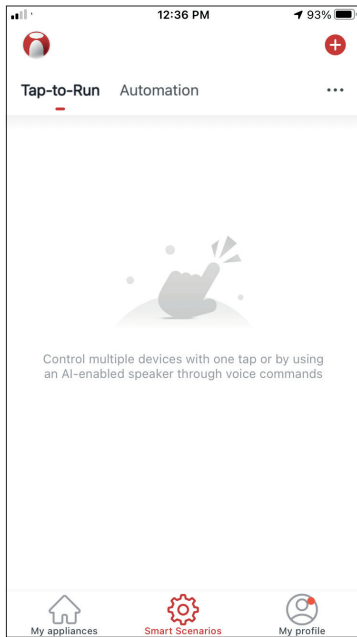 12:36 PM
93%
Tap-to-Run
Automation
Control multiple devices with one tap or by using
an AI-enabled speaker through voice commands
My appliances
Smart Scenarios
My profile